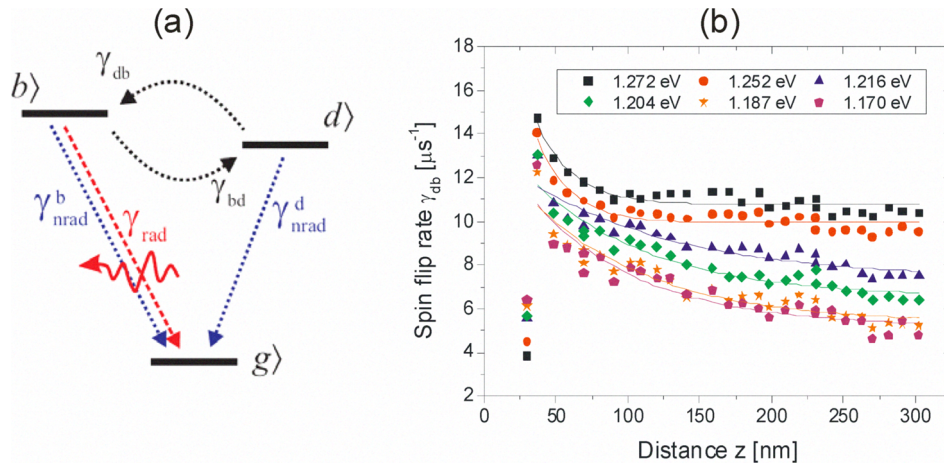 (a)
γdb
b⟩
d⟩
γbd
γᵇnrad
γrad
γᵈnrad
g⟩
(b)
18
16
14
12
10
8
6
4
2
Spin flip rate γdb [μs⁻¹]
1.272 eV 1.252 eV 1.216 eV
1.204 eV 1.187 eV 1.170 eV
0 50 100 150 200 250 300
Distance z [nm]